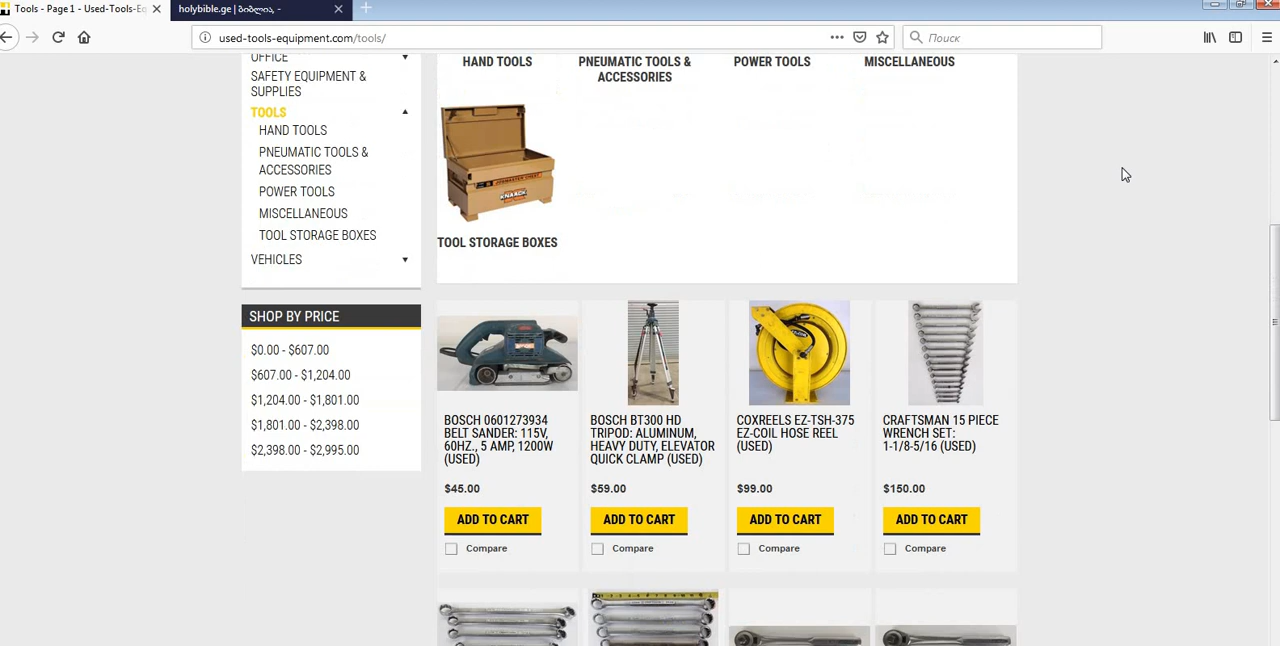 Tools - Page 1 - Used-Tools-Eq
holybible.ge | ბიბლია, -
used-tools-equipment.com/tools/
Поиск
OFFICE
SAFETY EQUIPMENT &
SUPPLIES
TOOLS
HAND TOOLS
PNEUMATIC TOOLS &
ACCESSORIES
POWER TOOLS
MISCELLANEOUS
TOOL STORAGE BOXES
VEHICLES
SHOP BY PRICE
$0.00 - $607.00
$607.00 - $1,204.00
$1,204.00 - $1,801.00
$1,801.00 - $2,398.00
$2,398.00 - $2,995.00
HAND TOOLS
PNEUMATIC TOOLS &
ACCESSORIES
POWER TOOLS
MISCELLANEOUS
KNAACK
TOOL STORAGE BOXES
BOSCH 0601273934
BELT SANDER: 115V,
60HZ., 5 AMP, 1200W
(USED)
$45.00
ADD TO CART
Compare
BOSCH BT300 HD
TRIPOD: ALUMINUM,
HEAVY DUTY, ELEVATOR
QUICK CLAMP (USED)
$59.00
ADD TO CART
Compare
COXREELS EZ-TSH-375
EZ-COIL HOSE REEL
(USED)
$99.00
ADD TO CART
Compare
CRAFTSMAN 15 PIECE
WRENCH SET:
1-1/8-5/16 (USED)
$150.00
ADD TO CART
Compare